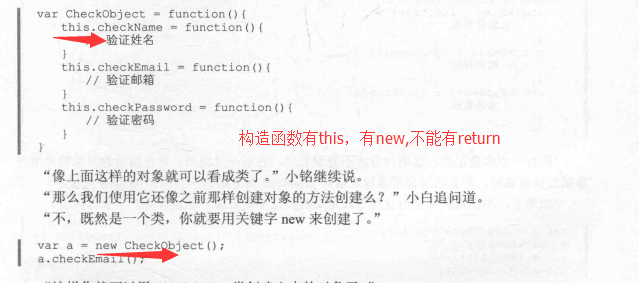 var CheckObject = function(){
this.checkName = function(){
验证姓名
}
this.checkEmail = function(){
// 验证邮箱
}
this.checkPassword = function(){
// 验证密码
}
}
构造函数有this，有new,不能有return
“像上面这样的对象就可以看成类了。”小铭继续说。
“那么我们使用它还像之前那样创建对象的方法创建么？”小白追问道。
“不，既然是一个类，你就要用关键字 new 来创建了。”
var a = new CheckObject();
a.checkEmail();